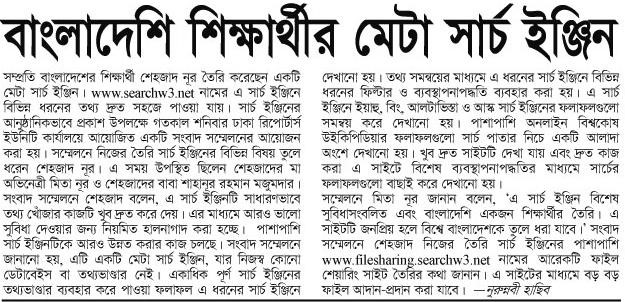 বাংলাদেশি শিক্ষার্থীর মেটা সার্চ ইঞ্জিন
সম্প্রতি বাংলাদেশের শিক্ষার্থী শেহজাদ নূর তৈরি করেছেন একটি
মেটা সার্চ ইঞ্জিন। www.searchw3.net নামের এ সার্চ ইঞ্জিনে
বিভিন্ন ধরনের তথ্য দ্রুত সহজে পাওয়া যায়। সার্চ ইঞ্জিনের
আনুষ্ঠানিকভাবে প্রকাশ উপলক্ষে গতকাল শনিবার ঢাকা রিপোর্টার্স
ইউনিটি কার্যালয়ে আয়োজিত একটি সংবাদ সম্মেলনের আয়োজন
করা হয়। সম্মেলনে নিজের তৈরি সার্চ ইঞ্জিনের বিভিন্ন বিষয় তুলে
ধরেন শেহজাদ নূর। এ সময় উপস্থিত ছিলেন শেহজাদের মা
অভিনেত্রী মিতা নূর ও শেহজাদের বাবা শাহানূর রহমান মজুমদার।
সংবাদ সম্মেলনে শেহজাদ বলেন, এ সার্চ ইঞ্জিনটি সাধারণভাবে
তথ্য খোঁজার কাজটি খুব দ্রুত করে দেয়। এর মাধ্যমে আরও ভালো
সুবিধা দেওয়ার জন্য নিয়মিত হালনাগাদ করা হচ্ছে। পাশাপাশি
সার্চ ইঞ্জিনটিকে আরও উন্নত করার কাজ চলছে। সংবাদ সম্মেলনে
জানানো হয়, এটি একটি মেটা সার্চ ইঞ্জিন, যার নিজস্ব কোনো
ডেটাবেইস বা তথ্যভাণ্ডার নেই। একাধিক পূর্ণ সার্চ ইঞ্জিনের
তথ্যভান্ডার ব্যবহার করে পাওয়া ফলাফল এ ধরনের সার্চ ইঞ্জিনে
দেখানো হয়। তথ্য সমন্বয়ের মাধ্যমে এ ধরনের সার্চ ইঞ্জিনে বিভিন্ন
ধরনের ফিল্টার ও ব্যবস্থাপনাপদ্ধতি ব্যবহার করা হয়। এ সার্চ
ইঞ্জিনে ইয়াহু, বিং, আলটাভিস্তা ও আস্ক সার্চ ইঞ্জিনের ফলাফলগুলো
সমন্বয় করে দেখানো হয়। পাশাপাশি অনলাইন বিশ্বকোষ
উইকিপিডিয়ার ফলাফলগুলো সার্চ পাতার নিচে একটি আলাদা
অংশে দেখানো হয়। খুব দ্রুত সাইটটি দেখা যায় এবং দ্রুত কাজ
করা এ সাইটে বিশেষ ব্যবস্থাপনাপদ্ধতির মাধ্যমে সার্চের
ফলাফলগুলো বাছাই করে দেখানো হয়।
সম্মেলনে মিতা নূর জানান বলেন, 'এ সার্চ ইঞ্জিন বিশেষ
সুবিধাসংবলিত এবং বাংলাদেশি একজন শিক্ষার্থীর তৈরি। এ
সাইটটি জনপ্রিয় হলে বিশ্বে বাংলাদেশকে তুলে ধরা যাবে।' সংবাদ
সম্মেলনে শেহজাদ নিজের তৈরি সার্চ ইঞ্জিনের পাশাপাশি
www.filesharing.searchw3.net নামের আরেকটি ফাইল
শেয়ারিং সাইট তৈরির কথা জানান। এ সাইটের মাধ্যমে বড় বড়
ফাইল আদান-প্রদান করা যাবে। —নুরুন্নবী হাছিব